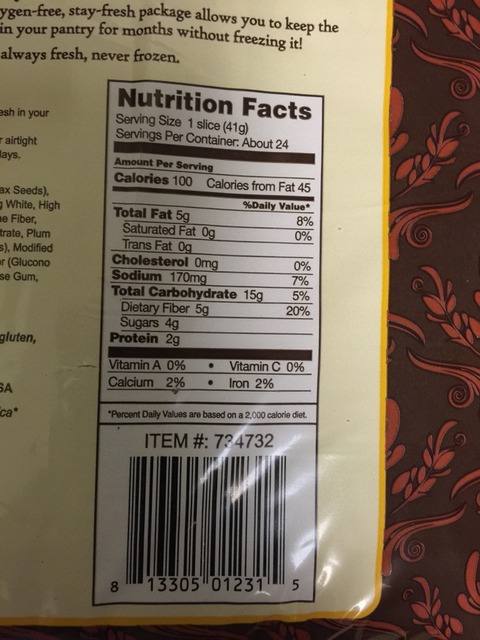 ygen-free, stay-fresh package allows you to keep the
in your pantry for months without freezing it!
always fresh, never frozen.
esh in your
r airtight
lays.
ax Seeds),
g White, High
e Fiber,
trate, Plum
s), Modified
r (Glucono
se Gum,
gluten,
SA
ca*
Nutrition Facts
Serving Size 1 slice (41g)
Servings Per Container: About 24
Amount Per Serving
Calories 100 Calories from Fat 45
%Daily Value*
Total Fat 5g 8%
Saturated Fat 0g 0%
Trans Fat 0g
Cholesterol 0mg 0%
Sodium 170mg 7%
Total Carbohydrate 15g 5%
Dietary Fiber 5g 20%
Sugars 4g
Protein 2g
Vitamin A 0% • Vitamin C 0%
Calcium 2% • Iron 2%
*Percent Daily Values are based on a 2,000 calorie diet.
ITEM #: 734732
8 13305 01231 5